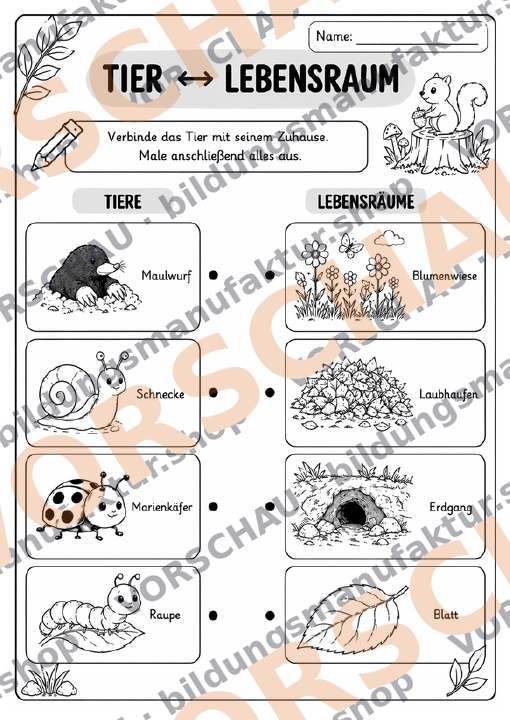 Name:
TIER ↔ LEBENSRAUM
Verbinde das Tier mit seinem Zuhause.
Male anschließend alles aus.
TIERE
LEBENSRÄUME
Maulwurf
Blumenwiese
Schnecke
Laubhaufen
Marienkäfer
Erdgang
Raupe
Blatt
VORSCHAU · bildungsmanufaktur.shop
VORSCHAU